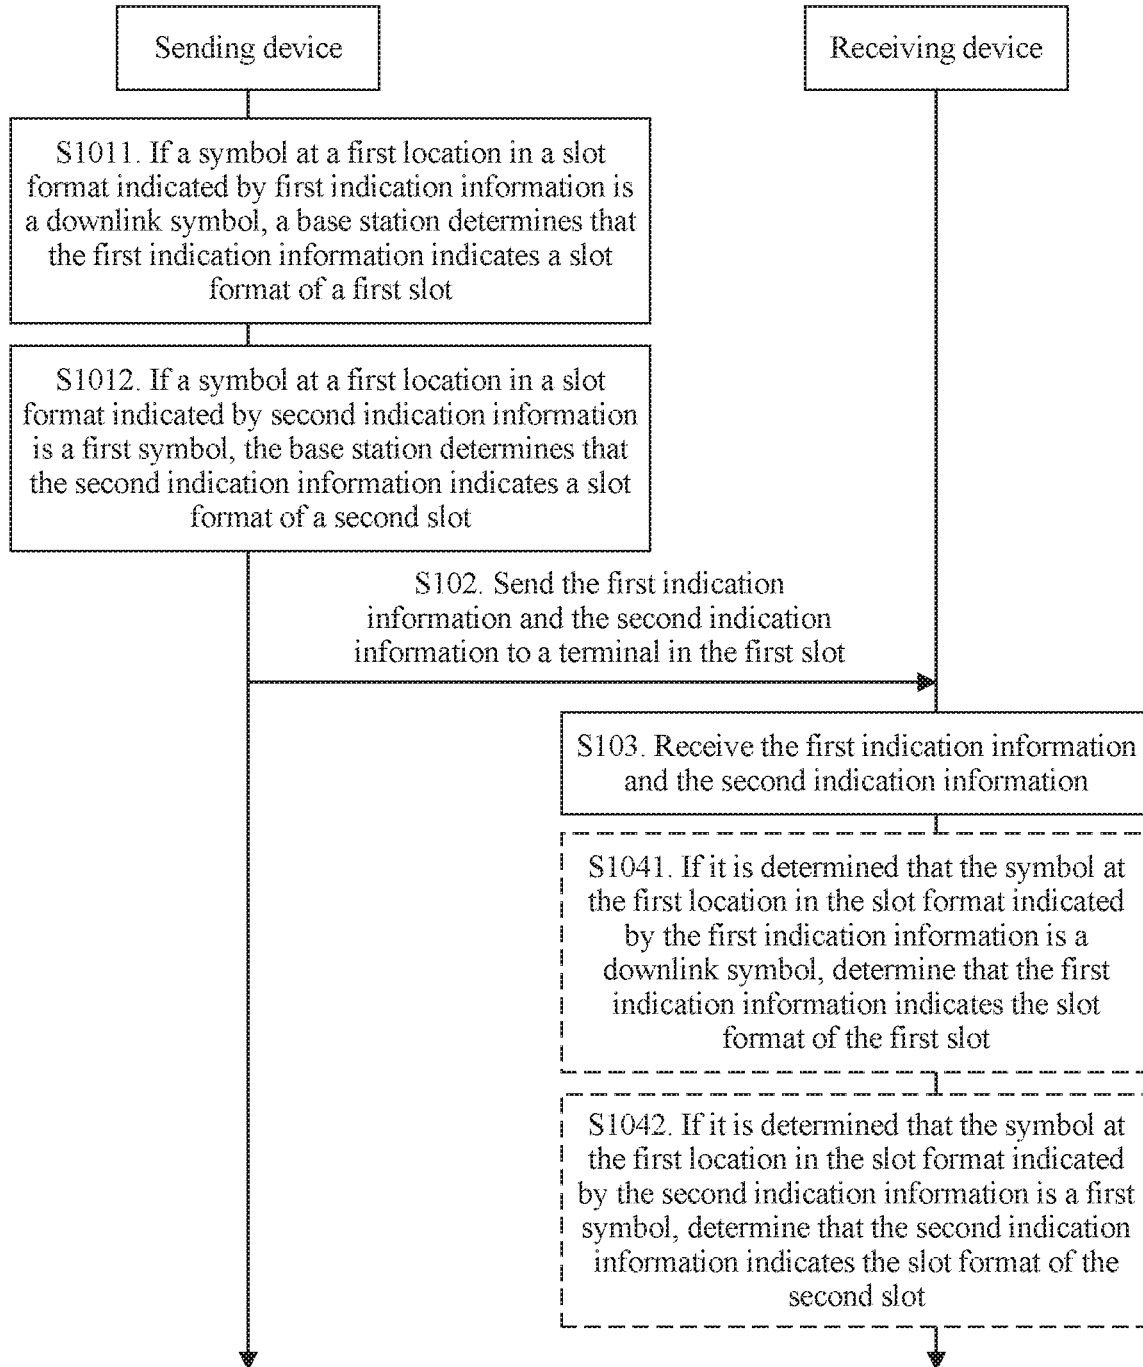 Sending device
Receiving device
S1011. If a symbol at a first location in a slot
format indicated by first indication information is
a downlink symbol, a base station determines that
the first indication information indicates a slot
format of a first slot
S1012. If a symbol at a first location in a slot
format indicated by second indication information
is a first symbol, the base station determines that
the second indication information indicates a slot
format of a second slot
S102. Send the first indication
information and the second indication
information to a terminal in the first slot
S103. Receive the first indication information
and the second indication information
S1041. If it is determined that the symbol at
the first location in the slot format indicated
by the first indication information is a
downlink symbol, determine that the first
indication information indicates the slot
format of the first slot
S1042. If it is determined that the symbol at
the first location in the slot format indicated
by the second indication information is a first
symbol, determine that the second indication
information indicates the slot format of the
second slot